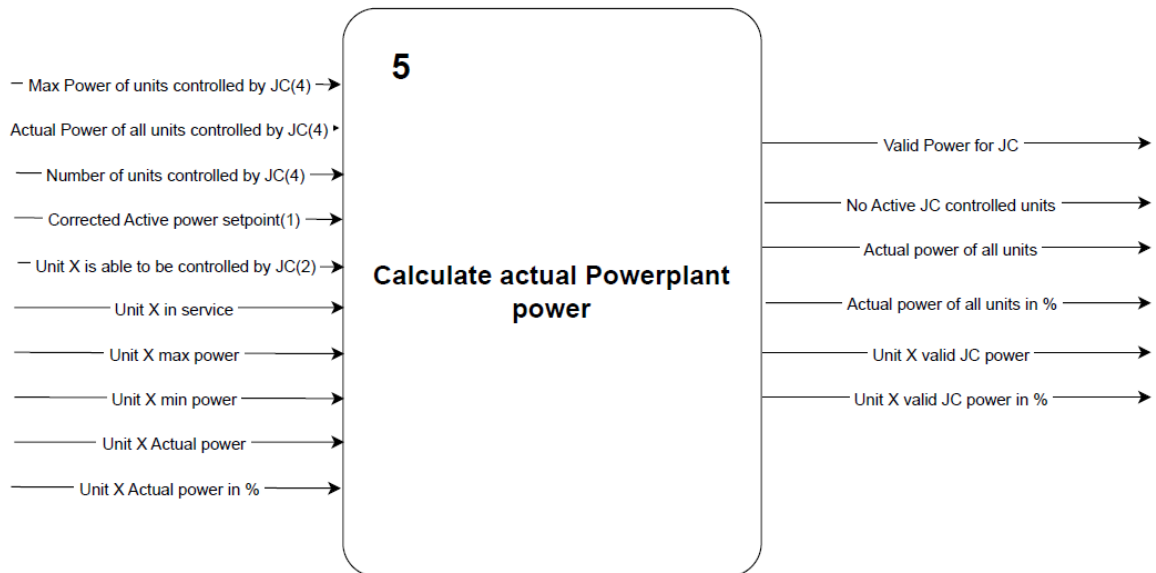 5
Max Power of units controlled by JC(4)
Actual Power of all units controlled by JC(4)
Number of units controlled by JC(4)
Corrected Active power setpoint(1)
Unit X is able to be controlled by JC(2)
Unit X in service
Unit X max power
Unit X min power
Unit X Actual power
Unit X Actual power in %
Calculate actual Powerplant
power
Valid Power for JC
No Active JC controlled units
Actual power of all units
Actual power of all units in %
Unit X valid JC power
Unit X valid JC power in %